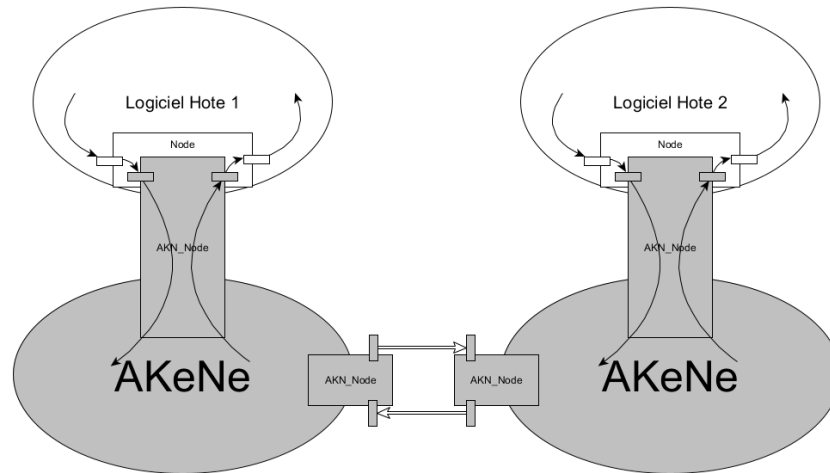 Logiciel Hote 1
Logiciel Hote 2
Node
Node
AKN_Node
AKN_Node
AKeNe
AKeNe
AKN_Node
AKN_Node